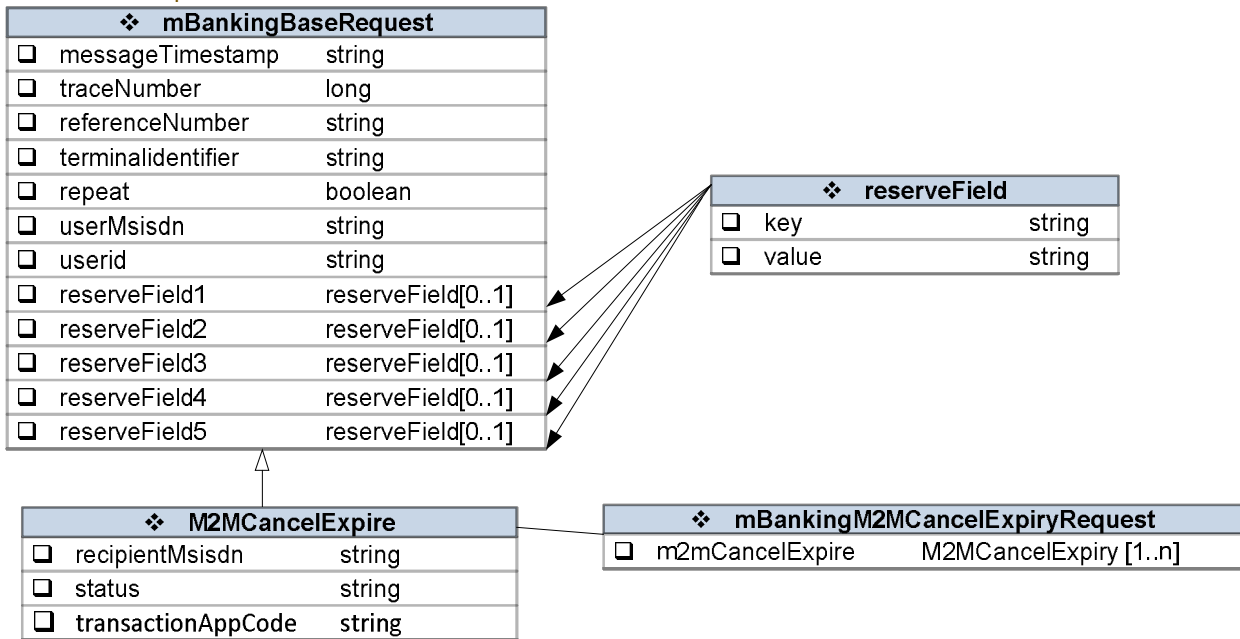 mBankingBaseRequest
messageTimestamp string
traceNumber long
referenceNumber string
terminalidentifier string
repeat boolean
userMsisdn string
userid string
reserveField1 reserveField[0..1]
reserveField2 reserveField[0..1]
reserveField3 reserveField[0..1]
reserveField4 reserveField[0..1]
reserveField5 reserveField[0..1]
reserveField
key string
value string
M2MCancelExpire
recipientMsisdn string
status string
transactionAppCode string
mBankingM2MCancelExpiryRequest
m2mCancelExpire M2MCancelExpiry [1..n]